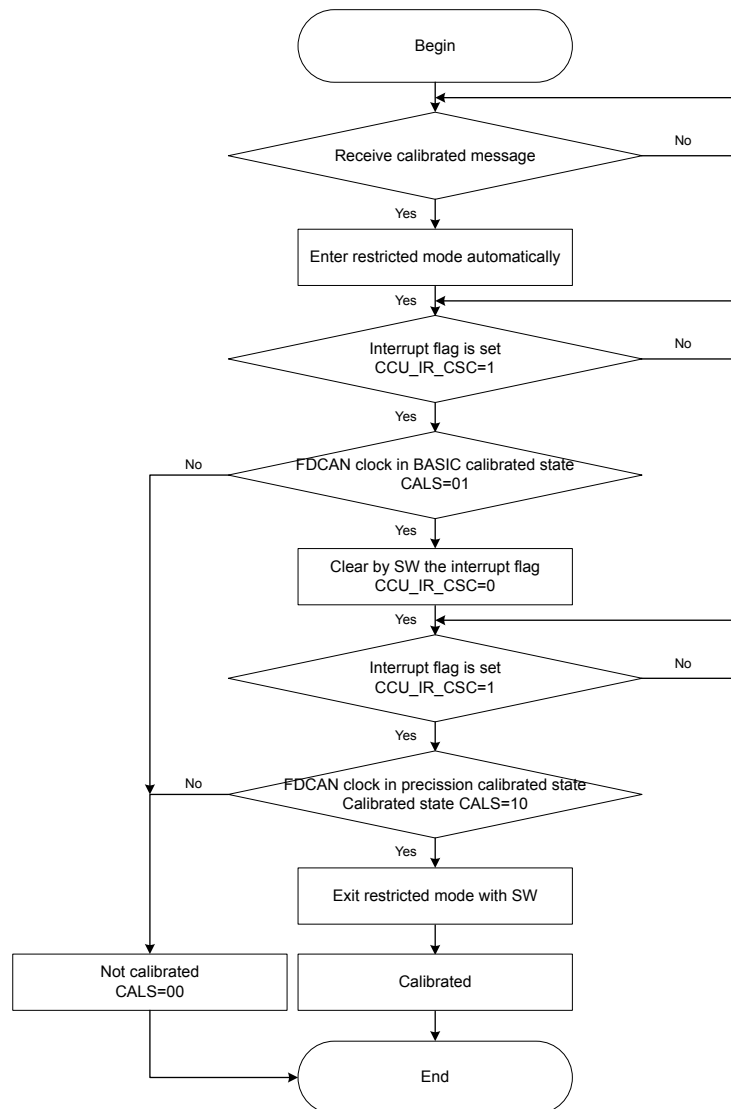 Begin
Receive calibrated message
No
Yes
Enter restricted mode automatically
Yes
Interrupt flag is set
CCU_IR_CSC=1
No
Yes
No
FDCAN clock in BASIC calibrated state
CALS=01
Yes
Clear by SW the interrupt flag
CCU_IR_CSC=0
Yes
Interrupt flag is set
CCU_IR_CSC=1
No
Yes
No
FDCAN clock in precission calibrated state
Calibrated state CALS=10
Yes
Exit restricted mode with SW
Not calibrated
CALS=00
Calibrated
End